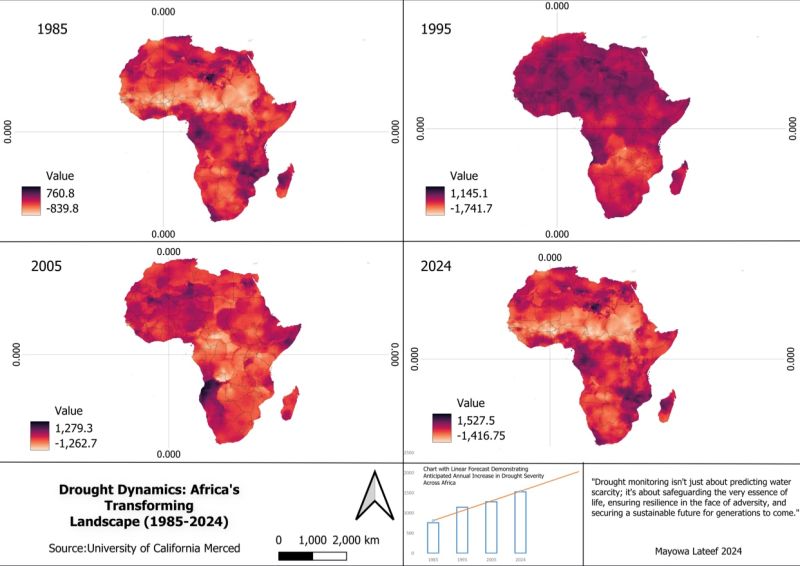 1985
0.000
0.000
0.000
Value
760.8
-839.8
0.000
1995
0.000
0.000
0.000
Value
1,145.1
-1,741.7
0.000
2005
0.000
0.000
0.000
Value
1,279.3
-1,262.7
0.000
2024
0.000
0.000
0.000
Value
1,527.5
-1,416.75
Drought Dynamics: Africa's
Transforming
Landscape (1985-2024)
Source:University of California Merced
0 1,000 2,000 km
Chart with Linear Forecast Demonstrating
Anticipated Annual Increase in Drought Severity
Across Africa
2500
2000
1500
1000
500
0
1985 1995 2005 2024
"Drought monitoring isn't just about predicting water
scarcity; it's about safeguarding the very essence of
life, ensuring resilience in the face of adversity, and
securing a sustainable future for generations to come."
Mayowa Lateef 2024